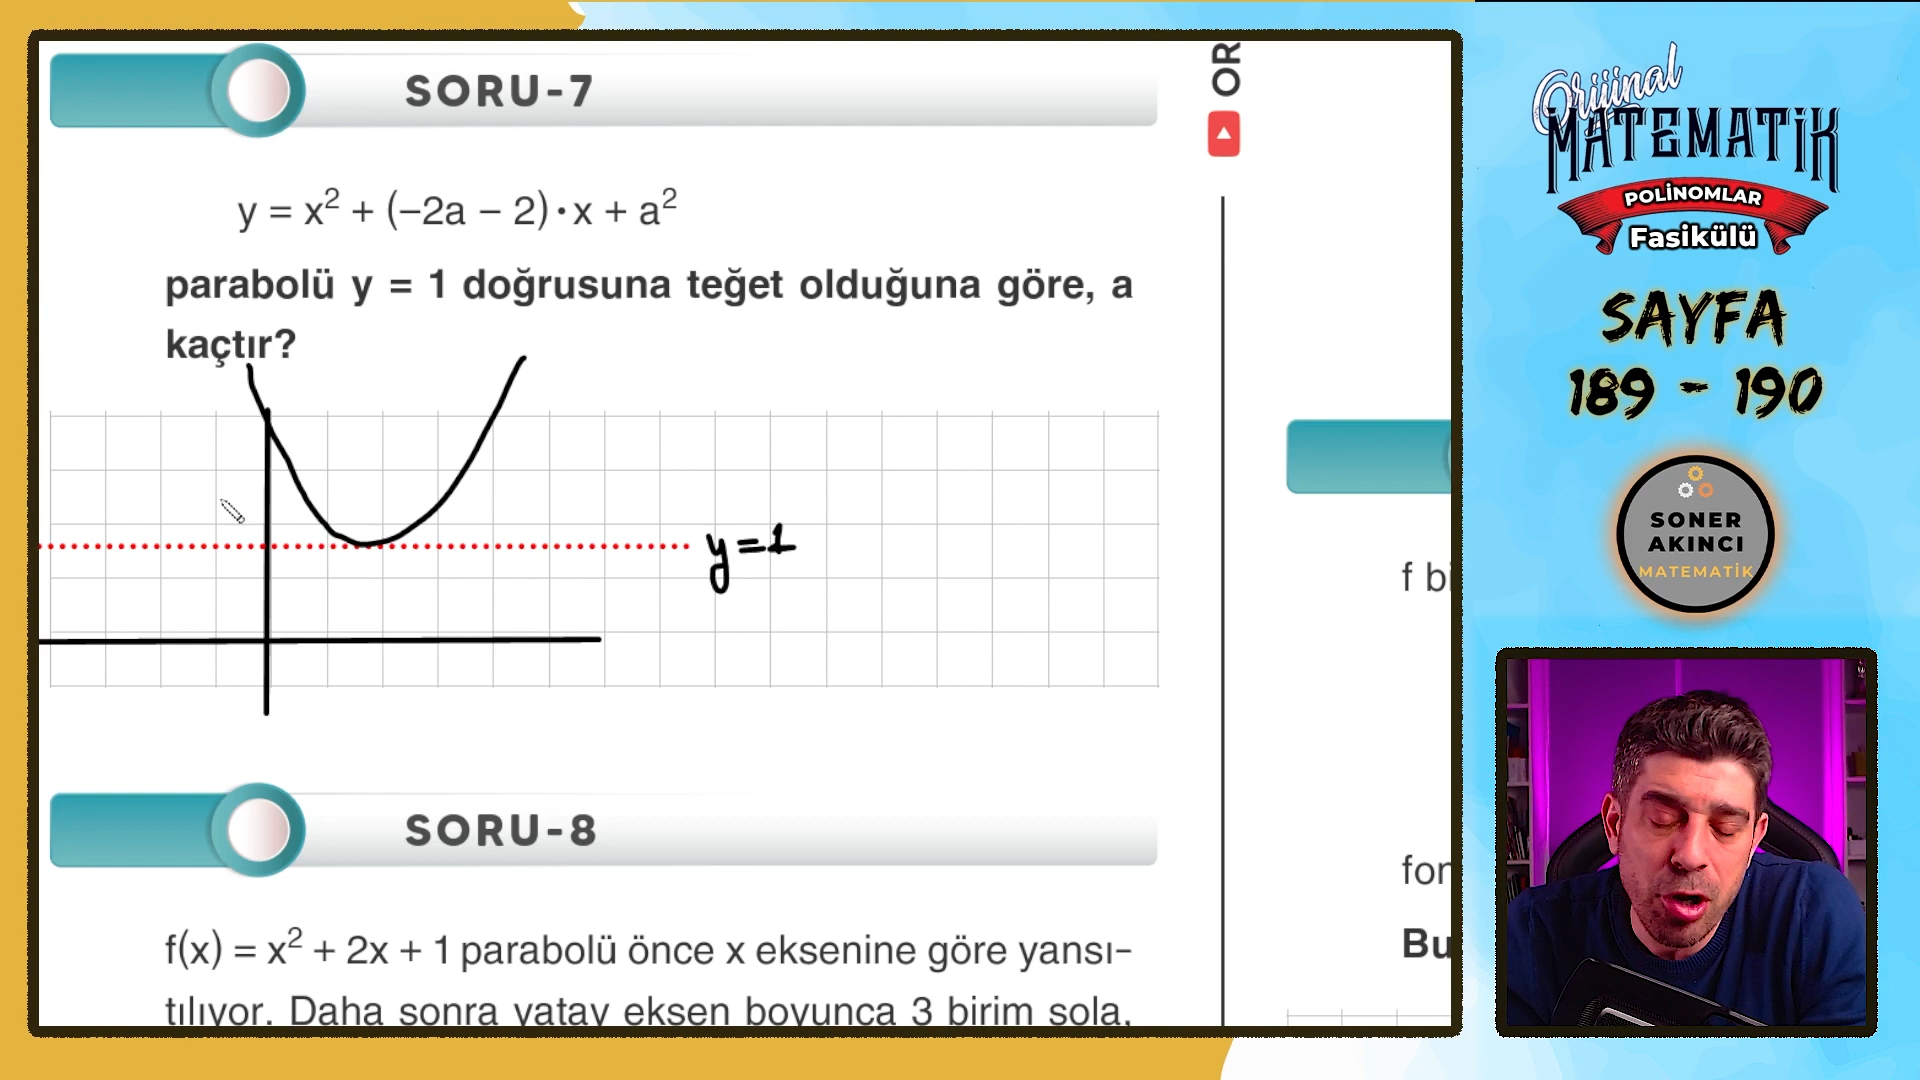 SORU-7
y = x² + (−2a − 2)·x + a²
parabolü y = 1 doğrusuna teğet olduğuna göre, a
kaçtır?
y=1
SORU-8
f(x) = x² + 2x + 1 parabolü önce x eksenine göre yansı-
tılıyor. Daha sonra yatay eksen boyunca 3 birim sola,
OR
f bi
for
Bu
Orijinal
MATEMATİK
POLİNOMLAR
Fasikülü
SAYFA
189 - 190
SONER
AKINCI
MATEMATİK